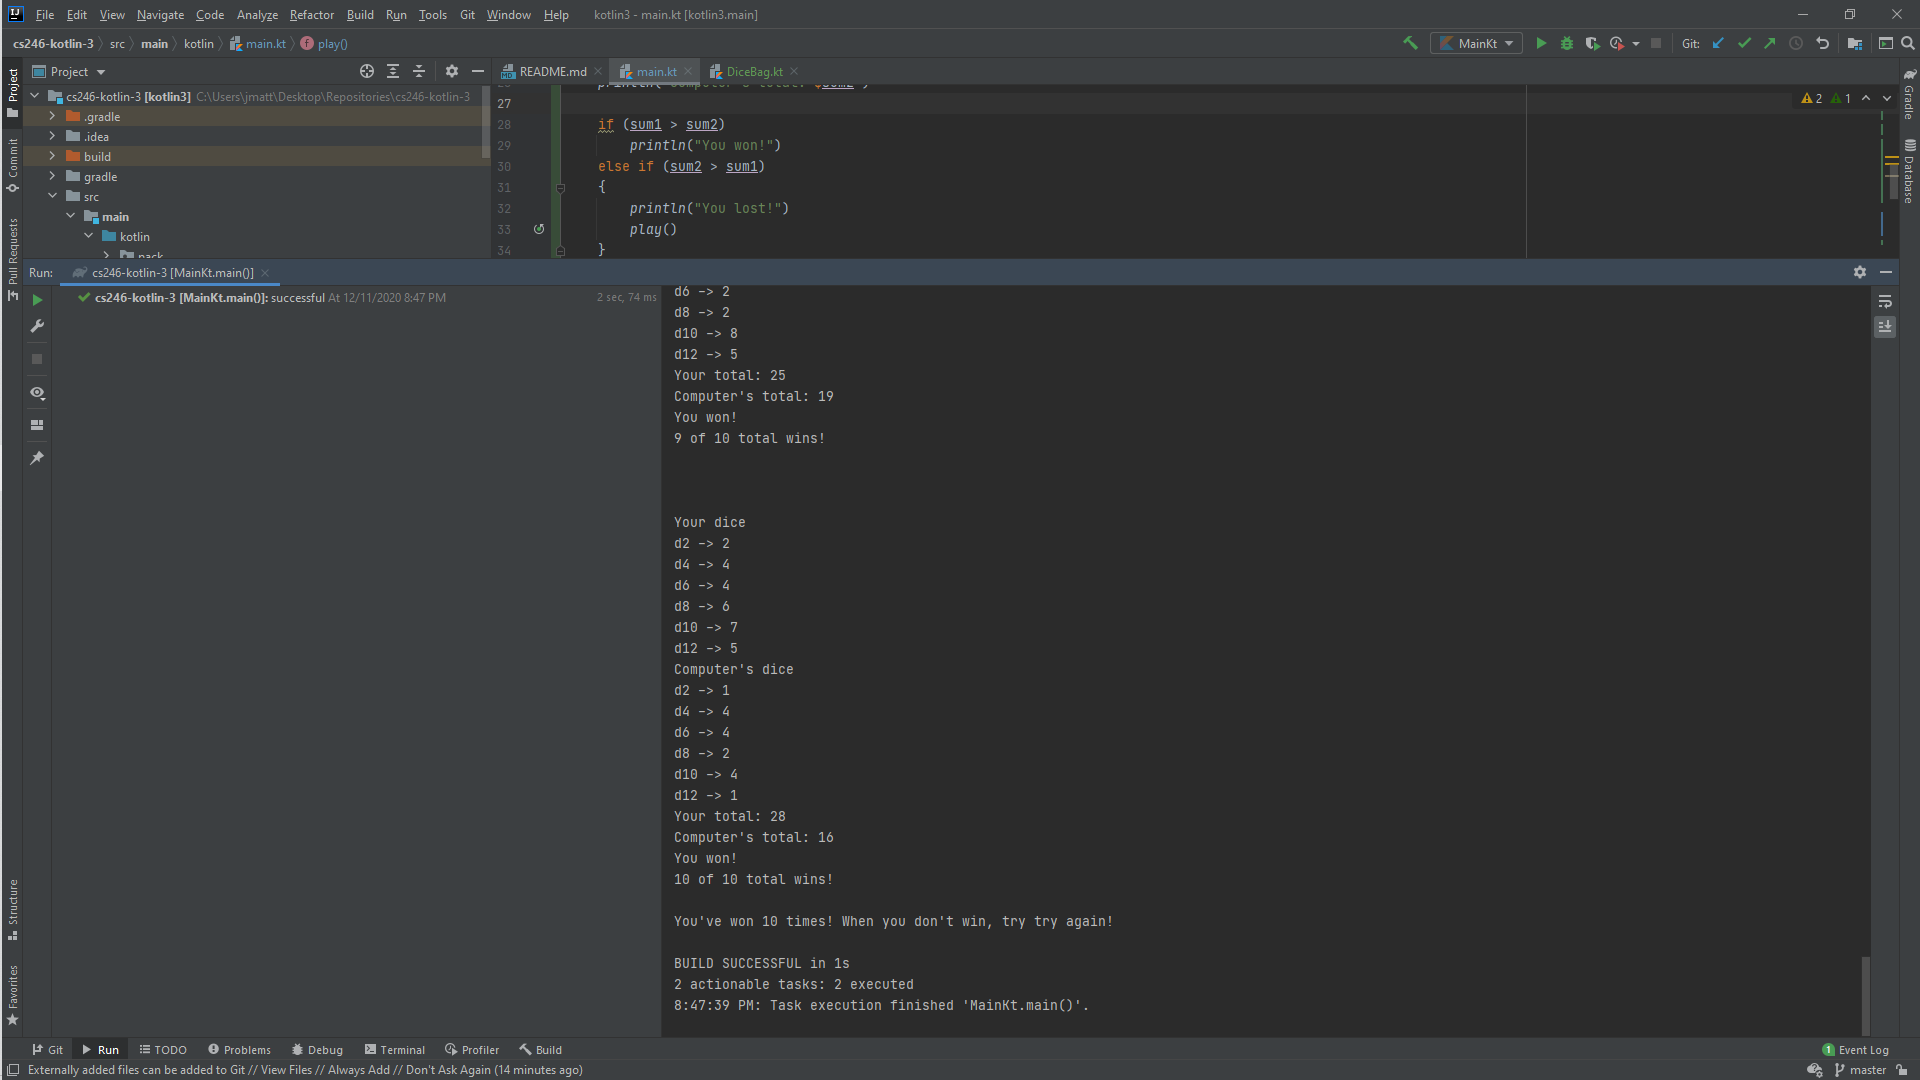 File Edit View Navigate Code Analyze Refactor Build Run Tools Git Window Help kotlin3 - main.kt [kotlin3.main]
cs246-kotlin-3 src main kotlin main.kt play()
MainKt Git:
Project
README.md main.kt DiceBag.kt
cs246-kotlin-3 [kotlin3] C:\Users\jmatt\Desktop\Repositories\cs246-kotlin-3
.gradle
.idea
build
gradle
src
main
kotlin
pack
2 1
27
28 if (sum1 > sum2)
29 println("You won!")
30 else if (sum2 > sum1)
31 {
32 println("You lost!")
33 play()
34 }
Project
Commit
Pull Requests
Structure
Favorites
Gradle
Database
Run: cs246-kotlin-3 [MainKt.main()]
cs246-kotlin-3 [MainKt.main()]: successful At 12/11/2020 8:47 PM 2 sec, 74 ms
d6 -> 2
d8 -> 2
d10 -> 8
d12 -> 5
Your total: 25
Computer's total: 19
You won!
9 of 10 total wins!
Your dice
d2 -> 2
d4 -> 4
d6 -> 4
d8 -> 6
d10 -> 7
d12 -> 5
Computer's dice
d2 -> 1
d4 -> 4
d6 -> 4
d8 -> 2
d10 -> 4
d12 -> 1
Your total: 28
Computer's total: 16
You won!
10 of 10 total wins!
You've won 10 times! When you don't win, try try again!
BUILD SUCCESSFUL in 1s
2 actionable tasks: 2 executed
8:47:39 PM: Task execution finished 'MainKt.main()'.
Git Run TODO Problems Debug Terminal Profiler Build 1 Event Log
Externally added files can be added to Git // View Files // Always Add // Don't Ask Again (14 minutes ago) master